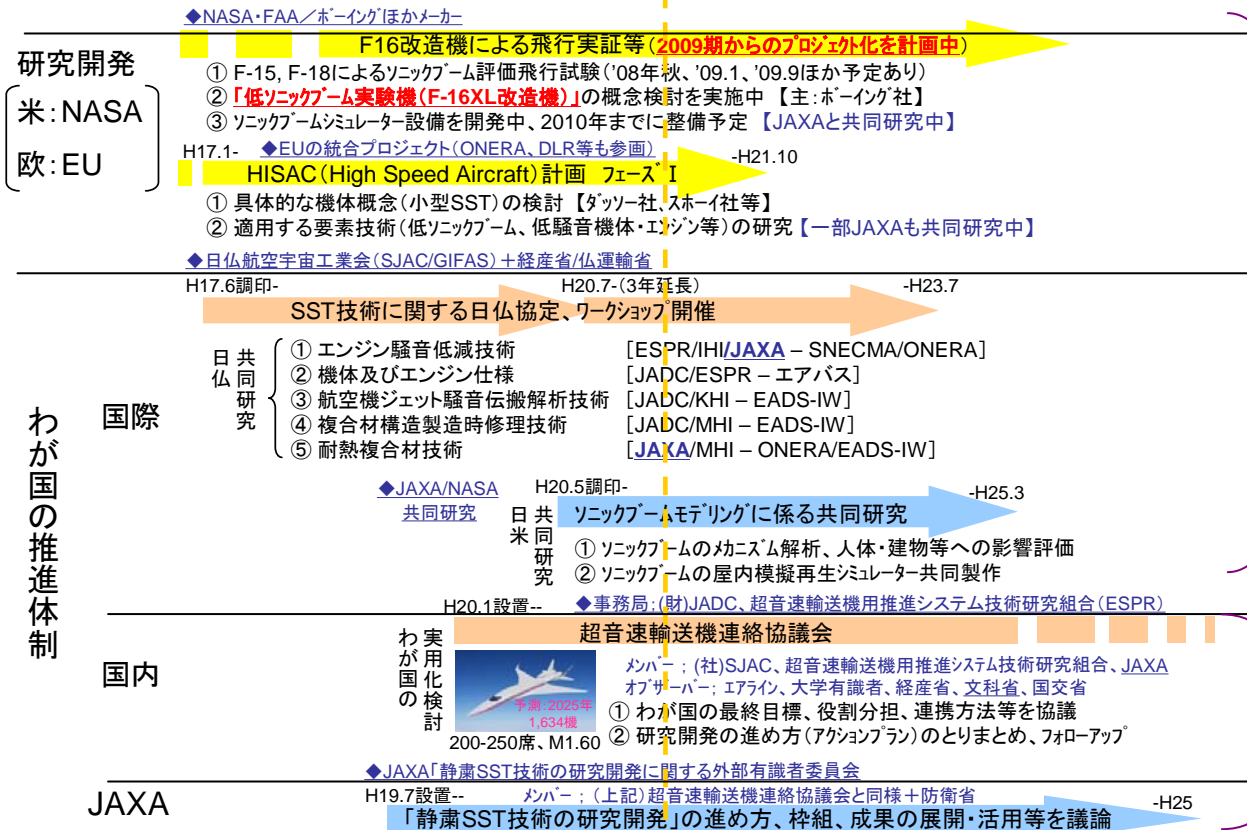 ◆NASA・FAA／ボーイングほかメーカー
F16改造機による飛行実証等(2009期からのプロジェクト化を計画中)
研究開発
米:NASA
欧:EU
① F-15, F-18によるソニックブーム評価飛行試験('08年秋、'09.1、'09.9ほか予定あり)
② 「低ソニックブーム実験機(F-16XL改造機)」の概念検討を実施中 【主:ボーイング社】
③ ソニックブームシミュレーター設備を開発中、2010年までに整備予定 【JAXAと共同研究中】
H17.1- ◆EUの統合プロジェクト(ONERA、DLR等も参画) -H21.10
HISAC(High Speed Aircraft)計画 フェーズⅠ
① 具体的な機体概念(小型SST)の検討 【ダッソー社、スホーイ社等】
② 適用する要素技術(低ソニックブーム、低騒音機体・エンジン等)の研究 【一部JAXAも共同研究中】
わが国の推進体制
国際
◆日仏航空宇宙工業会(SJAC/GIFAS)＋経産省/仏運輸省
H17.6調印- H20.7-(3年延長) -H23.7
SST技術に関する日仏協定、ワークショップ開催
日仏共同研究
① エンジン騒音低減技術 [ESPR/IHI/JAXA – SNECMA/ONERA]
② 機体及びエンジン仕様 [JADC/ESPR – エアバス]
③ 航空機ジェット騒音伝搬解析技術 [JADC/KHI – EADS-IW]
④ 複合材構造製造時修理技術 [JADC/MHI – EADS-IW]
⑤ 耐熱複合材技術 [JAXA/MHI – ONERA/EADS-IW]
◆JAXA/NASA
共同研究
H20.5調印- -H25.3
日米共同研究
ソニックブームモデリングに係る共同研究
① ソニックブームのメカニズム解析、人体・建物等への影響評価
② ソニックブームの屋内模擬再生シミュレーター共同製作
国内
H20.1設置-- ◆事務局;(財)JADC、超音速輸送機用推進システム技術研究組合(ESPR)
超音速輸送機連絡協議会
わが国の実用化検討
予測:2025年
1,634機
200-250席、M1.60
メンバー ; (社)SJAC、超音速輸送機用推進システム技術研究組合、JAXA
オブザーバー; エアライン、大学有識者、経産省、文科省、国交省
① わが国の最終目標、役割分担、連携方法等を協議
② 研究開発の進め方(アクションプラン)のとりまとめ、フォローアップ
JAXA
◆JAXA「静粛SST技術の研究開発に関する外部有識者委員会
H19.7設置-- メンバー ; (上記)超音速輸送機連絡協議会と同様＋防衛省 -H25
「静粛SST技術の研究開発」の進め方、枠組、成果の展開・活用等を議論